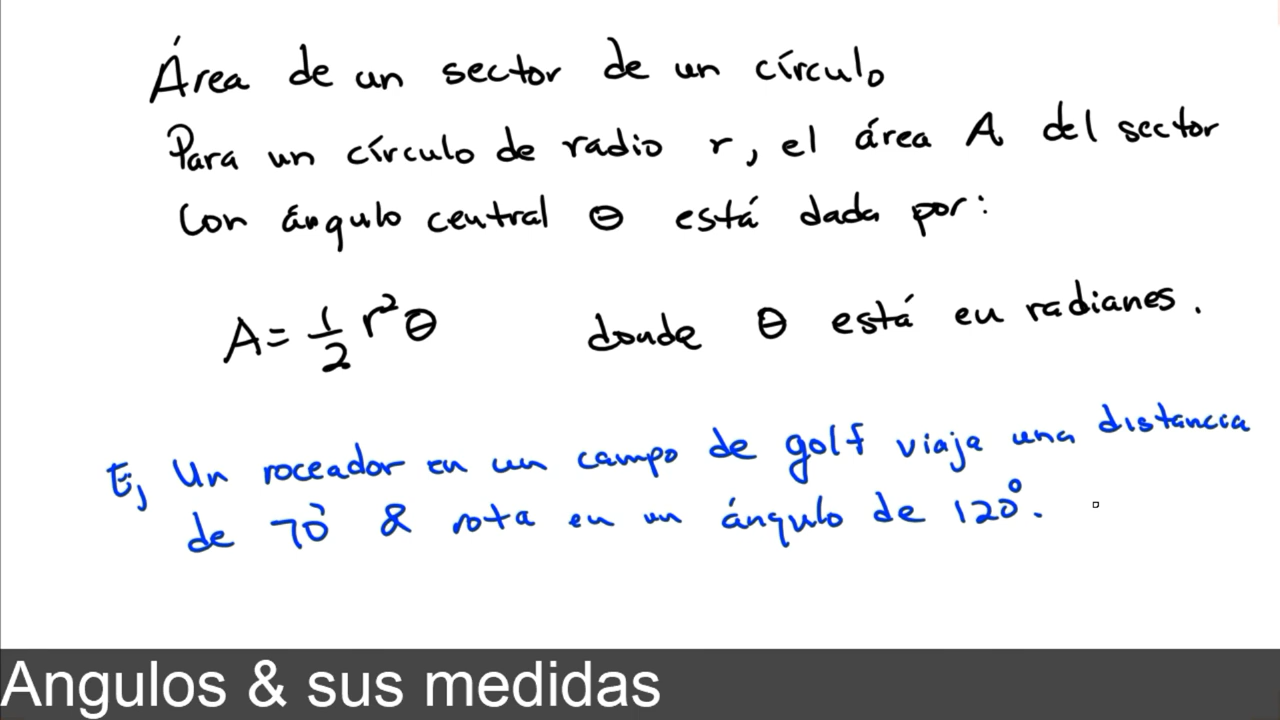 Área de un sector de un círculo
Para un círculo de radio r, el área A del sector
Con ángulo central θ está dada por:
A = 1/2 r²θ donde θ está en radianes.
Ej Un roceador en un campo de golf viaja una distancia
de 70' & rota en un ángulo de 120°.
Angulos & sus medidas